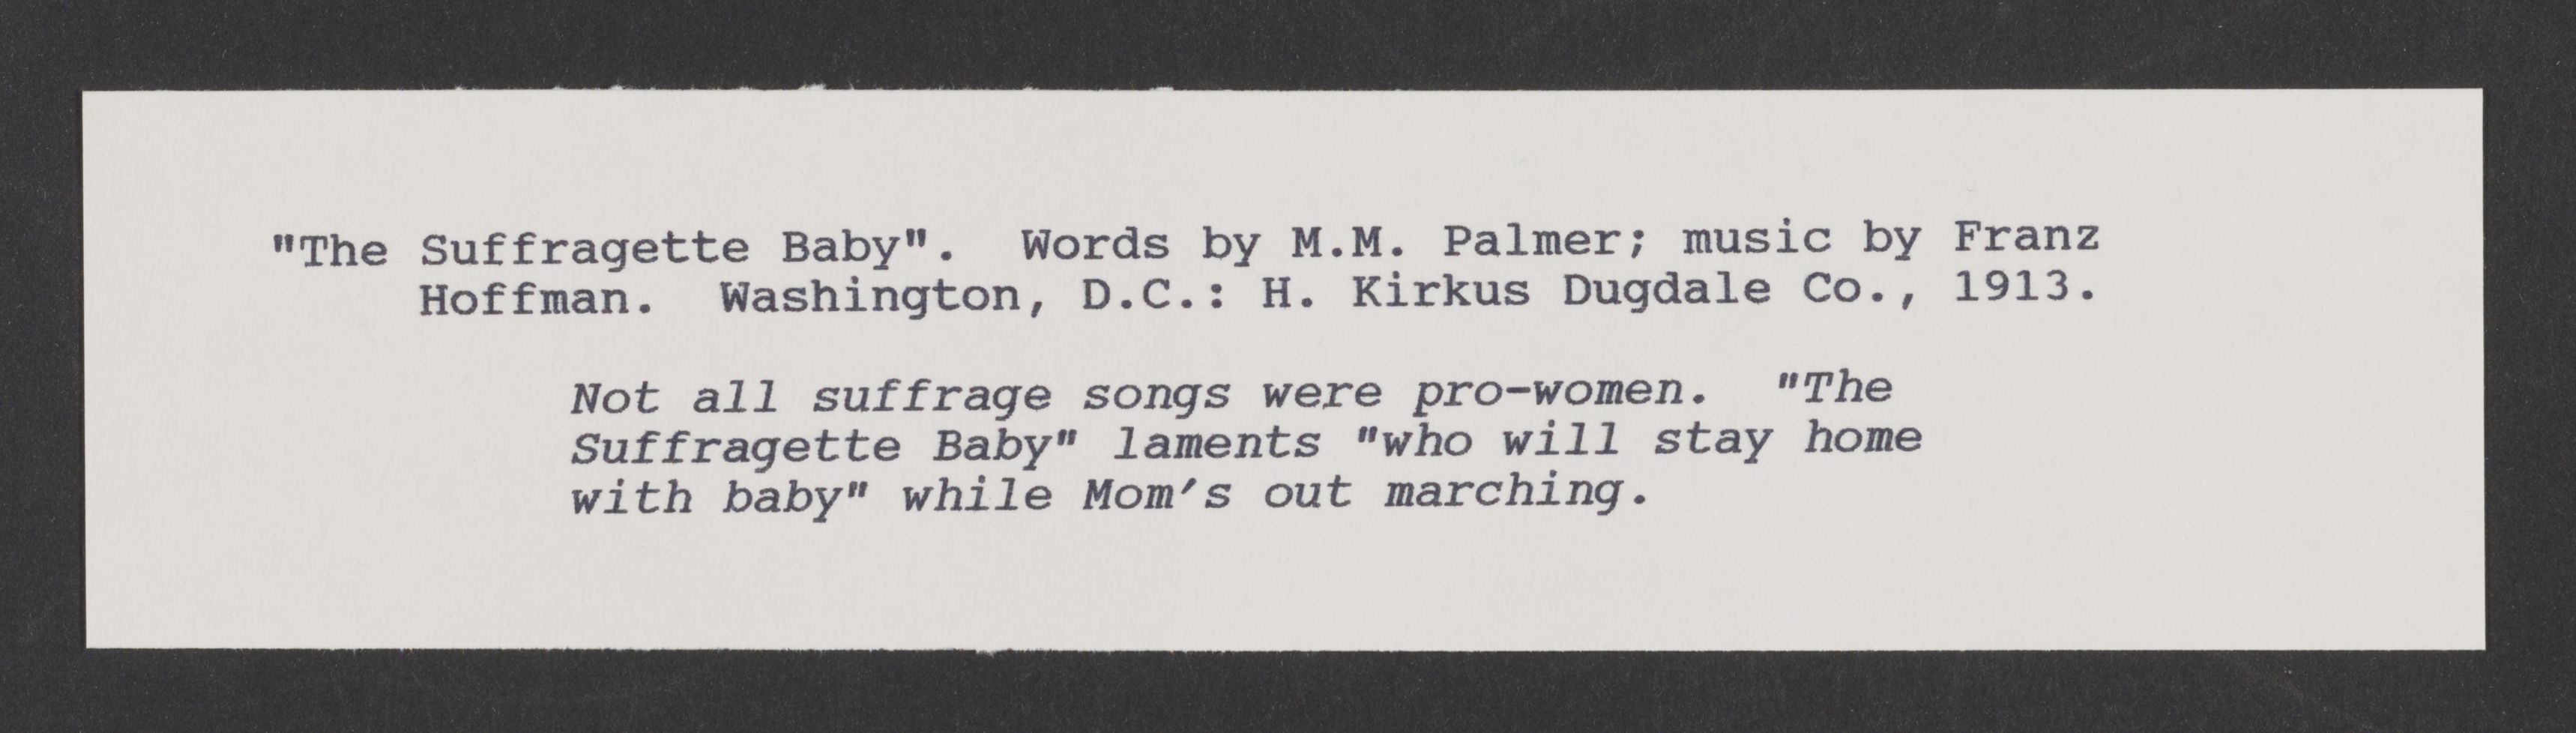 "The Suffragette Baby".  Words by M.M. Palmer; music by Franz
Hoffman.  Washington, D.C.: H. Kirkus Dugdale Co., 1913.
Not all suffrage songs were pro-women.  "The
Suffragette Baby" laments "who will stay home
with baby" while Mom's out marching.